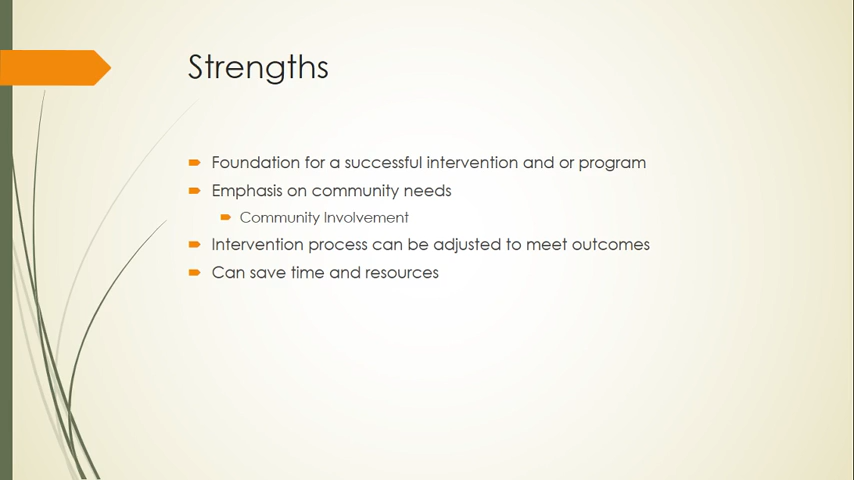 Strengths
Foundation for a successful intervention and or program
Emphasis on community needs
Community Involvement
Intervention process can be adjusted to meet outcomes
Can save time and resources